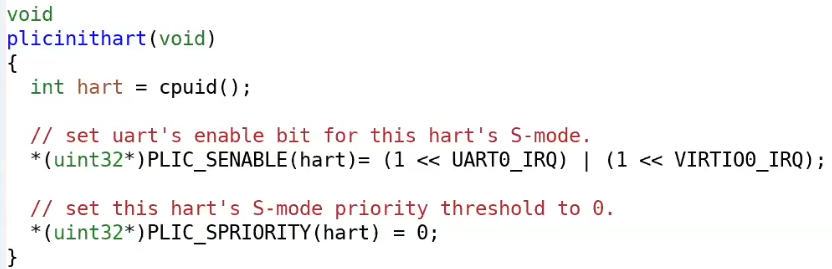 void
plicinithart(void)
{
  int hart = cpuid();

  // set uart's enable bit for this hart's S-mode.
  *(uint32*)PLIC_SENABLE(hart)= (1 << UART0_IRQ) | (1 << VIRTIO0_IRQ);

  // set this hart's S-mode priority threshold to 0.
  *(uint32*)PLIC_SPRIORITY(hart) = 0;
}